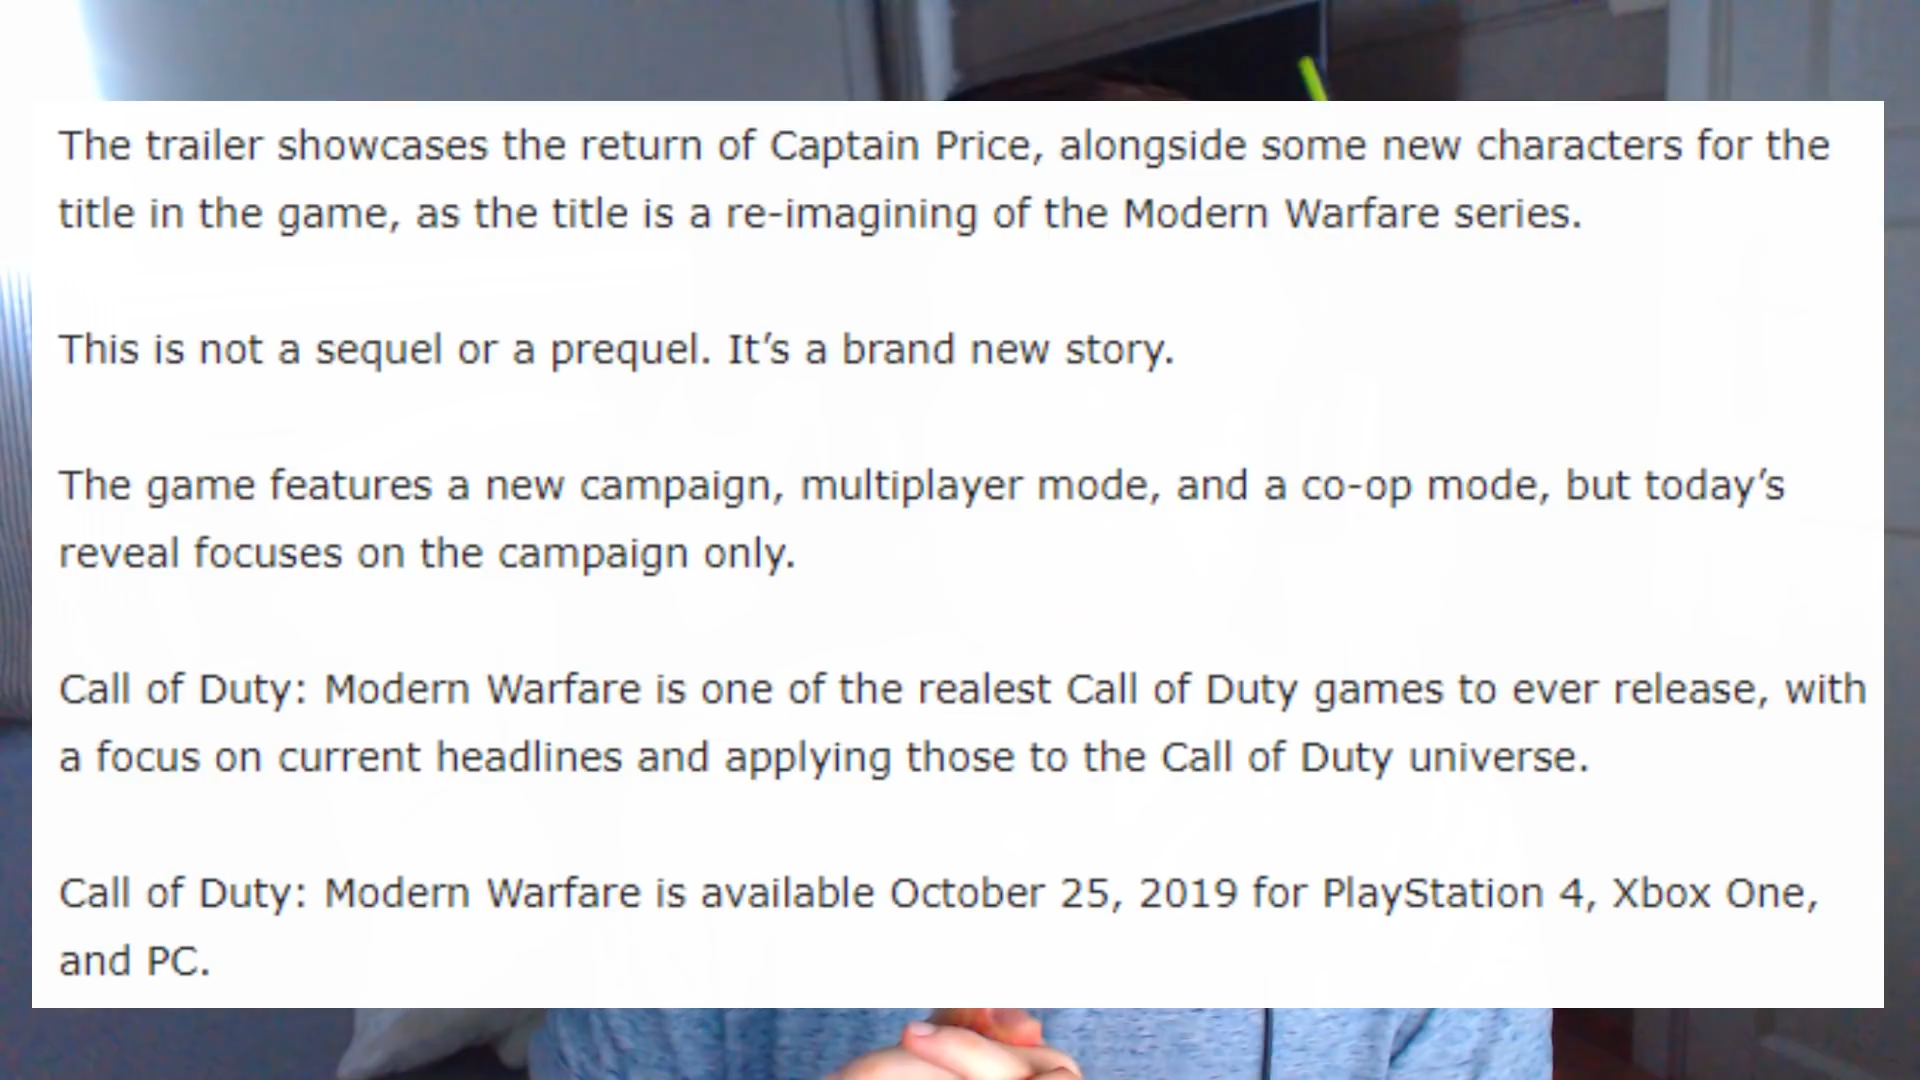 The trailer showcases the return of Captain Price, alongside some new characters for the
title in the game, as the title is a re-imagining of the Modern Warfare series.
This is not a sequel or a prequel. It’s a brand new story.
The game features a new campaign, multiplayer mode, and a co-op mode, but today’s
reveal focuses on the campaign only.
Call of Duty: Modern Warfare is one of the realest Call of Duty games to ever release, with
a focus on current headlines and applying those to the Call of Duty universe.
Call of Duty: Modern Warfare is available October 25, 2019 for PlayStation 4, Xbox One,
and PC.